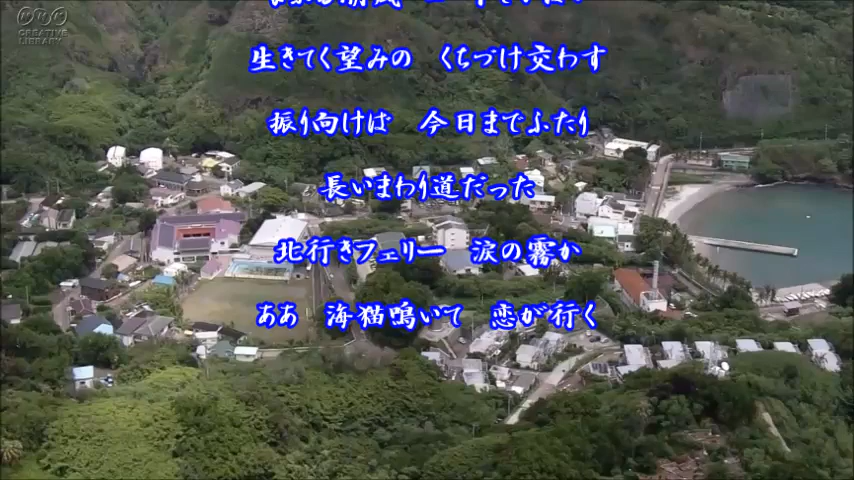 NHK
CREATIVE
LIBRARY
生きてく望みの　くちづけ交わす
振り向けば　今日までふたり
長いまわり道だった
北行きフェリー　涙の霧か
ああ　海猫鳴いて　恋が行く